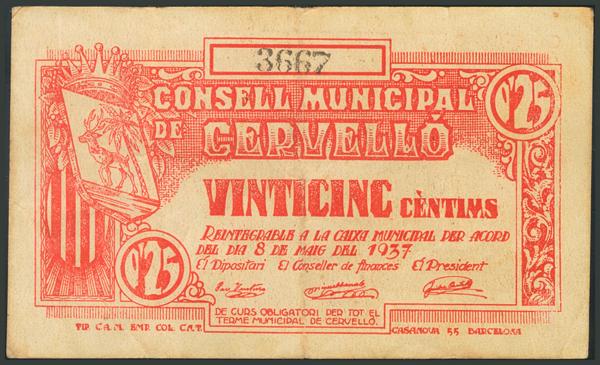 3667
CONSELL MUNICIPAL
DE CERVELLÓ
0'25
VINTICINC CÈNTIMS
REINTEGRABLE A LA CAIXA MUNICIPAL PER ACORD
DEL DIA 8 DE MAIG DEL 1937
El Dipositari El Conseller de finances El President
0'25
DE CURS OBLIGATORI PER TOT EL
TERME MUNICIPAL DE CERVELLÓ.
TIP. C.A.M. EMP. COL. C.N.T. CASANOVA 55 BARCELONA